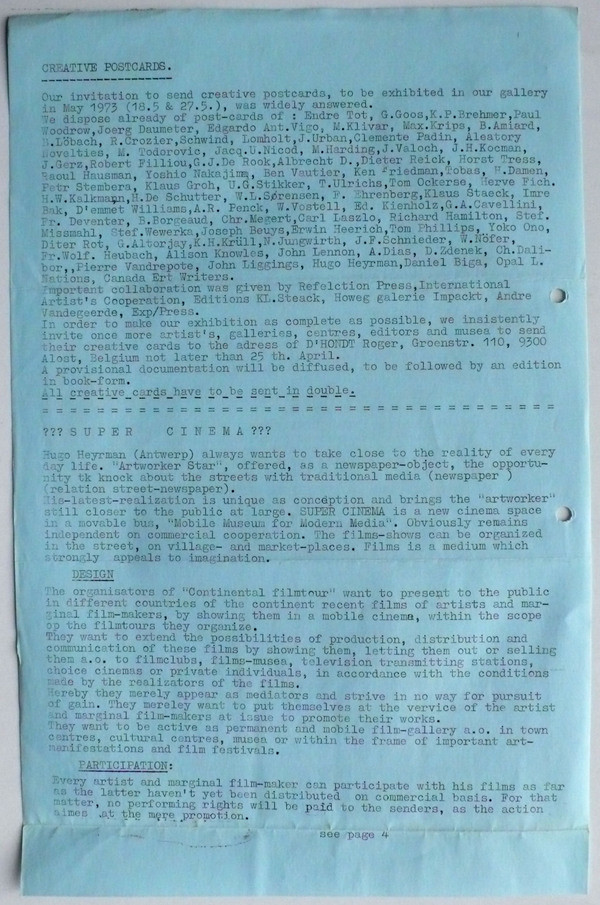 CREATIVE POSTCARDS.
Our invitation to send creative postcards, to be exhibited in our gallery
in May 1973 (18.5 & 27.5.), was widely answered.
We dispose already of post-cards of : Endre Tot, G.Goos,K.P.Brehmer,Paul
Woodrow,Joerg Daumeter, Edgardo Ant.Vigo, M.Klivar, Max.Krips, B.Amiard,
H.Löbach, R.Crozier,Schwind, Lomholt,J.Urban,Clemente Padin, Aleatory
Novelties, M. Todorovic, Jacq.Nicod, M.Harding,J.Valoch, J.H.Kocman,
J.Gerz,Robert Filliou,G.J.De Rook,Albrecht D.,Dieter Reick, Horst Tress,
Raoul Hausman, Yoshio Nakajima, Ben Vautier, Ken Friedman,Tobas, H.Damen,
Petr Stembera, Klaus Groh, U.G.Stikker, T.Ulrichs,Tom Ockerse, Herve Fich.
H.W.Kalkmann,H.De Schutter, W.L.Sørensen, F. Ehrenberg,Klaus Staeck, Imre
Bak, D'emmet Williams,A.R. Penck, W.Vostell, Ed. Kienholz,G.A.Cavellini,
Fr. Deventer, B.Borgeaud, Chr.Megert,Carl Laszlo, Richard Hamilton, Stef.
Missmahl, Stef.Wewerka,Joseph Beuys,Erwin Heerich,Tom Phillips, Yoko Ono,
Diter Rot, G.Altorjay,K.H.Krüll,N.Jungwirth, J.F.Schnieder, W.Nöfer,
Fr.Wolf. Heubach, Alison Knowles, John Lennon, A.Dias, D.Zdenek, Ch.Dali-
bor,,Pierre Vandrepote, John Liggings, Hugo Heyrman,Daniel Biga, Opal L.
Nations, Canada Ert Writers.
Important collaboration was given by Refelction Press,International
Artist's Cooperation, Editions KL.Steack, Howeg galerie Impackt, Andre
Vandegeerde, Exp/Press.
In order to make our exhibition as complete as possible, we insistently
invite once more artist's, galleries, centres, editors and musea to send
their creative cards to the adress of D'HONDT Roger, Groenstr. 110, 9300
Alost, Belgium not later than 25 th. April.
A provisional documentation will be diffused, to be followed by an edition
in book-form.
All creative cards have to be sent in double.
= = = = = = = = = = = = = = = = = = = = = = = = = = = = = = = = = = = = =
??? S U P E R C I N E M A ???
Hugo Heyrman (Antwerp) always wants to take close to the reality of every
day life. "Artworker Star", offered, as a newspaper-object, the opportu-
nity tk knock about the streets with traditional media (newspaper )
(relation street-newspaper).
His-latest-realization is unique as conception and brings the "artworker"
still closer to the public at large. SUPER CINEMA is a new cinema space
in a movable bus, "Mobile Museum for Modern Media". Obviously remains
independent on commercial cooperation. The films-shows can be organized
in the street, on village- and market-places. Films is a medium which
strongly appeals to imagination.
DESIGN
The organisators of "Continental filmtour" want to present to the public
in different countries of the continent recent films of artists and mar-
ginal film-makers, by showing them in a mobile cinema, within the scope
op the filmtours they organize.
They want to extend the possibilities of production, distribution and
communication of these films by showing them, letting them out or selling
them a.o. to filmclubs, films-musea, television transmitting stations,
choice cinemas or private individuals, in accordance with the conditions
made by the realizators of the films.
Hereby they merely appear as mediators and strive in no way for pursuit
of gain. They mereley want to put themselves at the vervice of the artist
and marginal film-makers at issue to promote their works.
They want to be active as permanent and mobile film-gallery a.o. in town
centres, cultural centres, musea or within the frame of important art-
manifestations and film festivals.
PARTICIPATION:
Every artist and marginal film-maker can participate with his films as far
as the latter haven't yet been distributed on commercial basis. For that
matter, no performing rights will be paid to the senders, as the action
aimes at the mere promotion.
see page 4